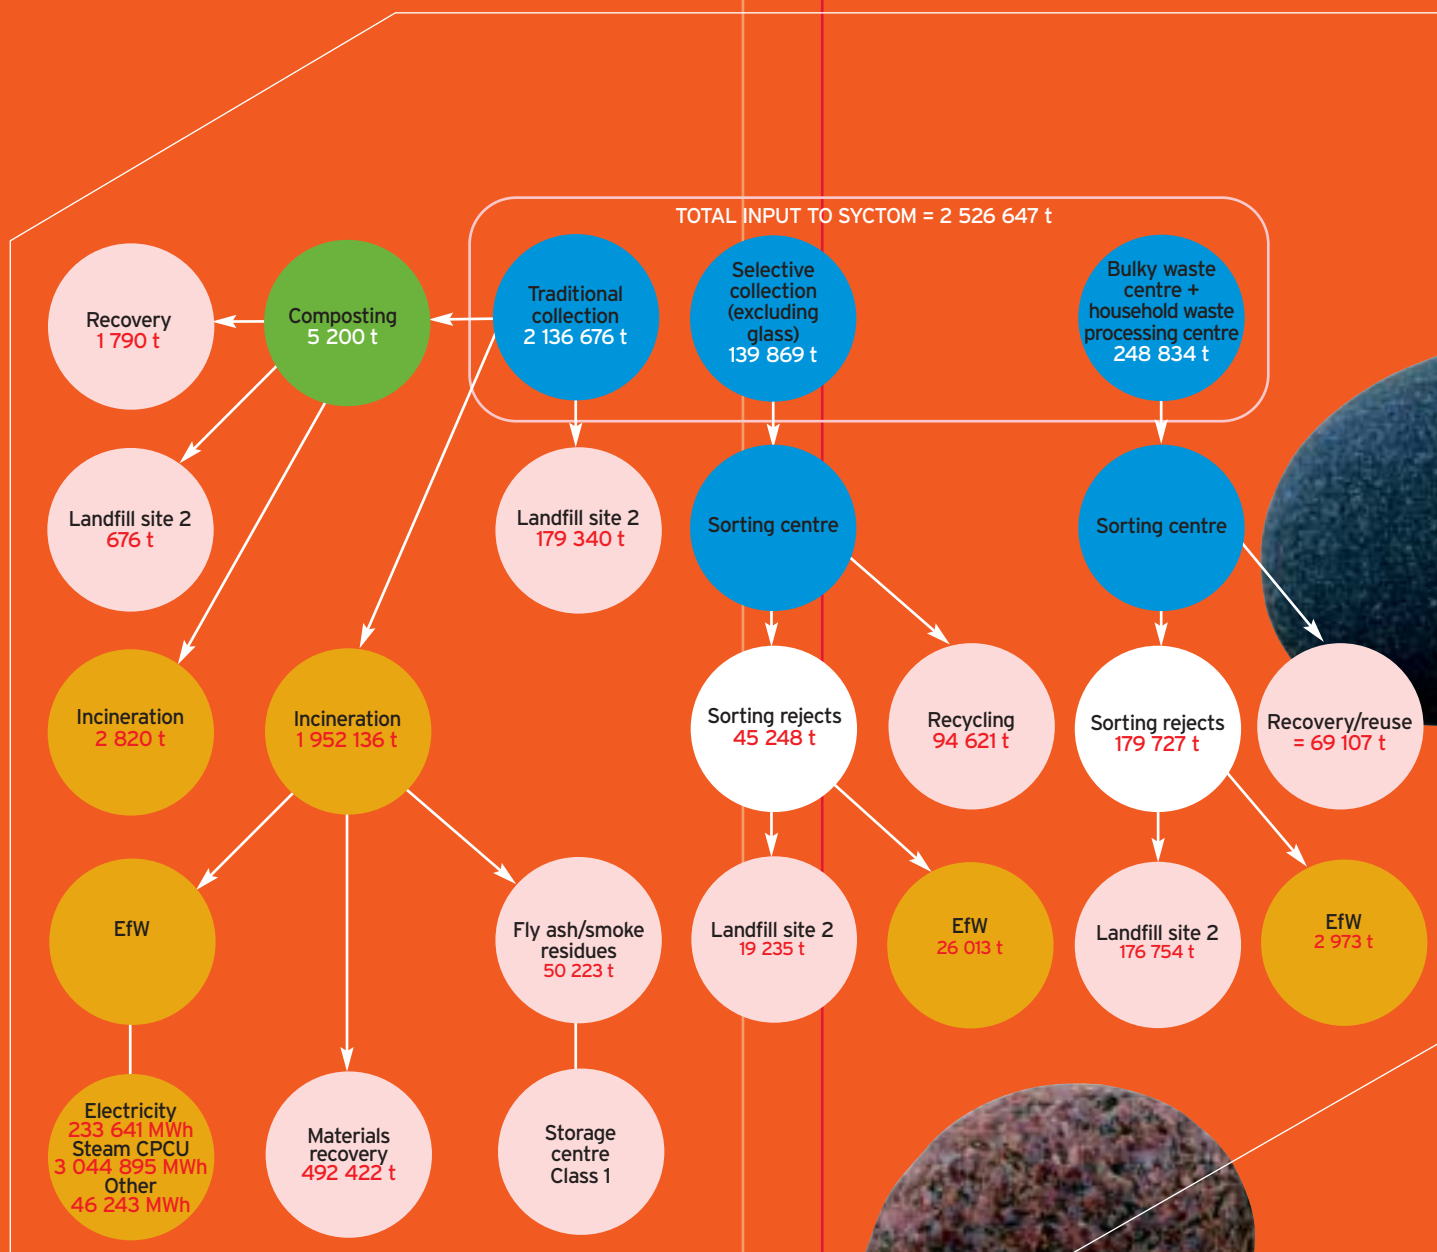 TOTAL INPUT TO SYCTOM = 2 526 647 t
Recovery
1 790 t
Composting
5 200 t
Traditional
collection
2 136 676 t
Selective
collection
(excluding
glass)
139 869 t
Bulky waste
centre +
household waste
processing centre
248 834 t
Landfill site 2
676 t
Landfill site 2
179 340 t
Sorting centre
Sorting centre
Incineration
2 820 t
Incineration
1 952 136 t
Sorting rejects
45 248 t
Recycling
94 621 t
Sorting rejects
179 727 t
Recovery/reuse
= 69 107 t
EfW
Fly ash/smoke
residues
50 223 t
Landfill site 2
19 235 t
EfW
26 013 t
Landfill site 2
176 754 t
EfW
2 973 t
Electricity
233 641 MWh
Steam CPCU
3 044 895 MWh
Other
46 243 MWh
Materials
recovery
492 422 t
Storage
centre
Class 1